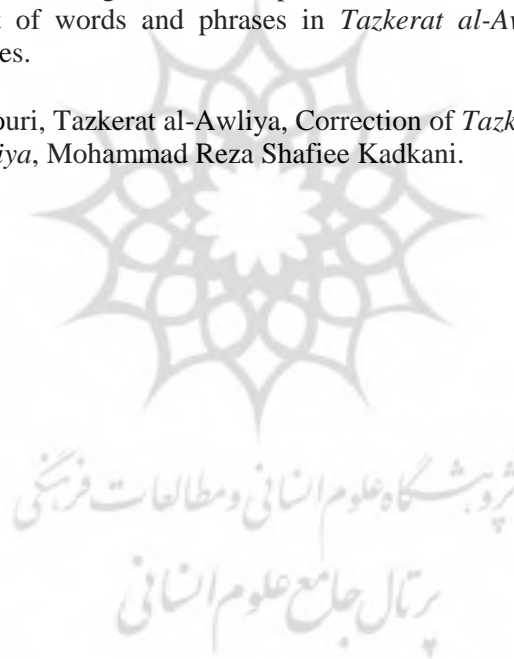 t of words and phrases in Tazkerat al-Aw
es.
ouri, Tazkerat al-Awliya, Correction of Tazk
iya, Mohammad Reza Shafiee Kadkani.
پژوهشگاه علوم انسانی و مطالعات فرهنگی
پرتال جامع علوم انسانی